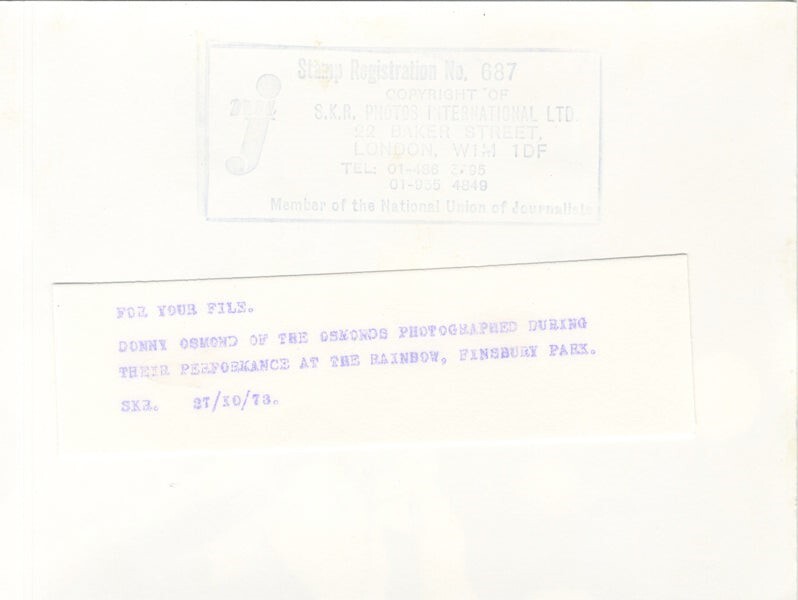 Stamp Registration No. 687
COPYRIGHT OF
S.K.R. PHOTOS INTERNATIONAL LTD.
22 BAKER STREET,
LONDON, W1M 1DF
TEL: 01-486
01-935 4849
Member of the National Union of Journalists
FOR YOUR FILE.
DONNY OSMOND OF THE OSMONDS PHOTOGRAPHED DURING
THEIR PERFORMANCE AT THE RAINBOW, FINSBURY PARK.
SKR. 27/10/73.